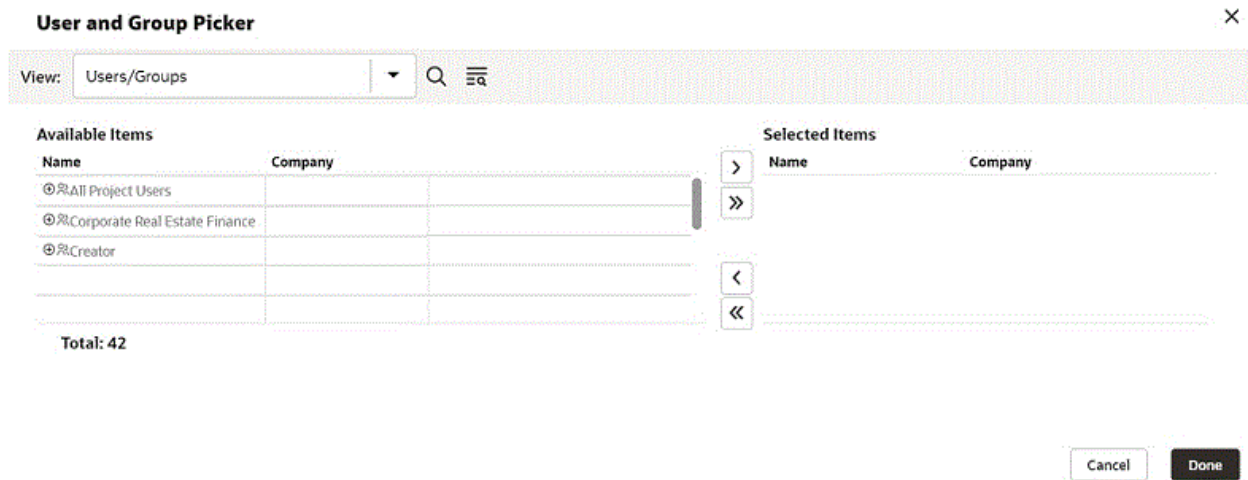 User and Group Picker
View: Users/Groups
Available Items
Name Company
All Project Users
Corporate Real Estate Finance
Creator
Total: 42
Selected Items
Name Company
Cancel Done